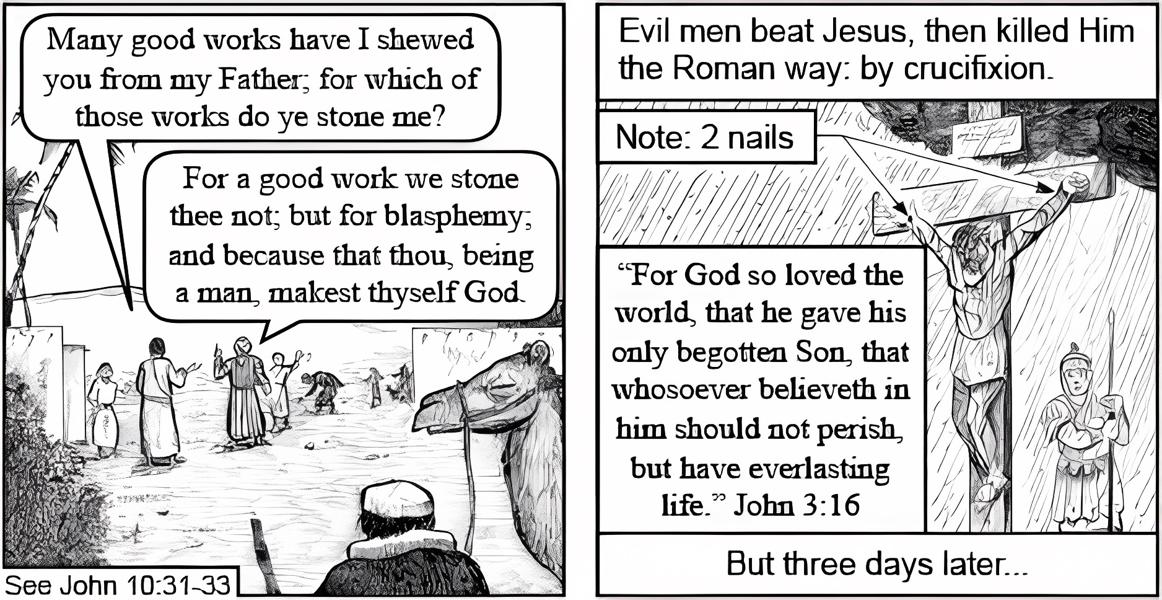 Many good works have I shewed
you from my Father; for which of
those works do ye stone me?
For a good work we stone
thee not; but for blasphemy;
and because that thou, being
a man, makest thyself God.
See John 10:31-33
Evil men beat Jesus, then killed Him
the Roman way: by crucifixion.
Note: 2 nails
“For God so loved the
world, that he gave his
only begotten Son, that
whosoever believeth in
him should not perish,
but have everlasting
life.” John 3:16
But three days later...